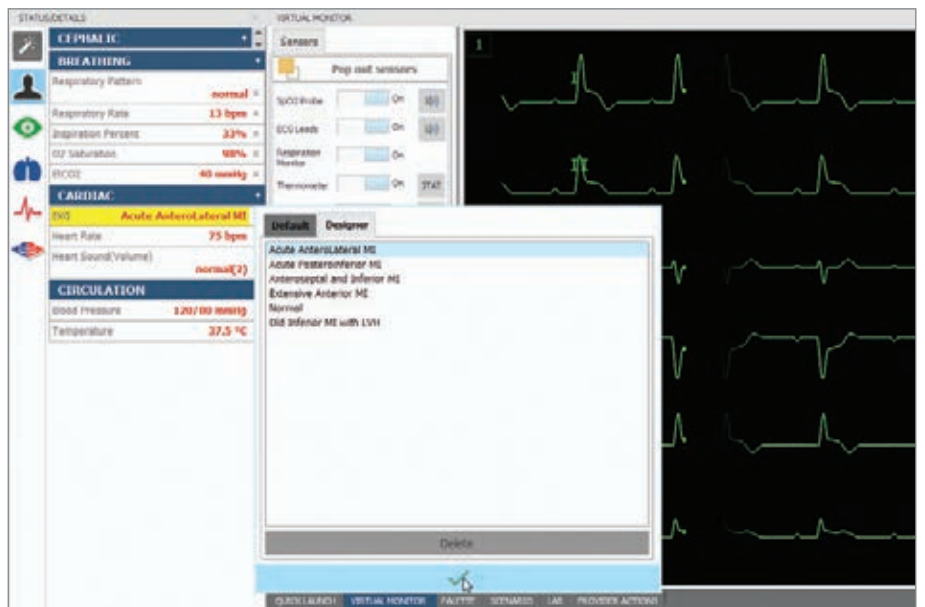 STATUS/DETAILS
VIRTUAL MONITOR
CEPHALIC
BREATHING
Respiratory Pattern
normal
Respiratory Rate 13 bpm
Inspiration Percent 33%
O2 Saturation 98%
EtCO2 40 mmHg
CARDIAC
EKG Acute AnteroLateral MI
Heart Rate 75 bpm
Heart Sound(Volume)
normal(2)
CIRCULATION
Blood Pressure 120/80 mmHg
Temperature 37.5 °C
Sensors
Pop out sensors
SpO2 Probe On
ECG Leads On
Respiration Monitor On
Thermometer On STAT
Default Designer
Acute AnteroLateral MI
Acute PosteroInferior MI
Anteroseptal and Inferior MI
Extensive Anterior MI
Normal
Old Inferior MI with LVH
Delete
QUICK LAUNCH VIRTUAL MONITOR PALETTE SCENARIO LAB PROVIDER ACTIONS
1
I
II